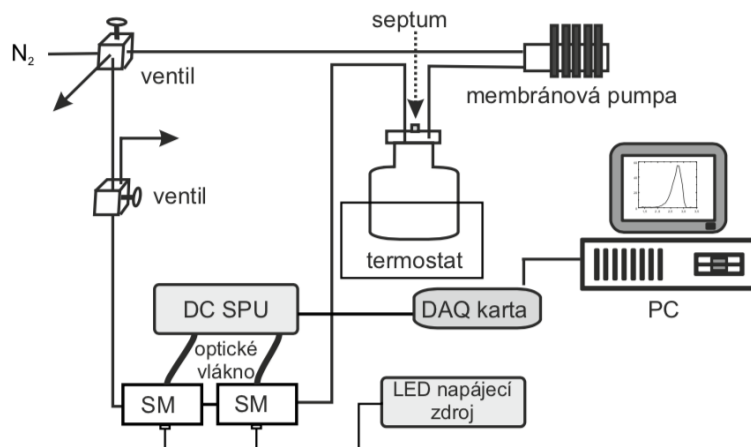 septum
N₂
ventil
membránová pumpa
ventil
termostat
DC SPU
DAQ karta
PC
optické
vlákno
SM
SM
LED napájecí
zdroj